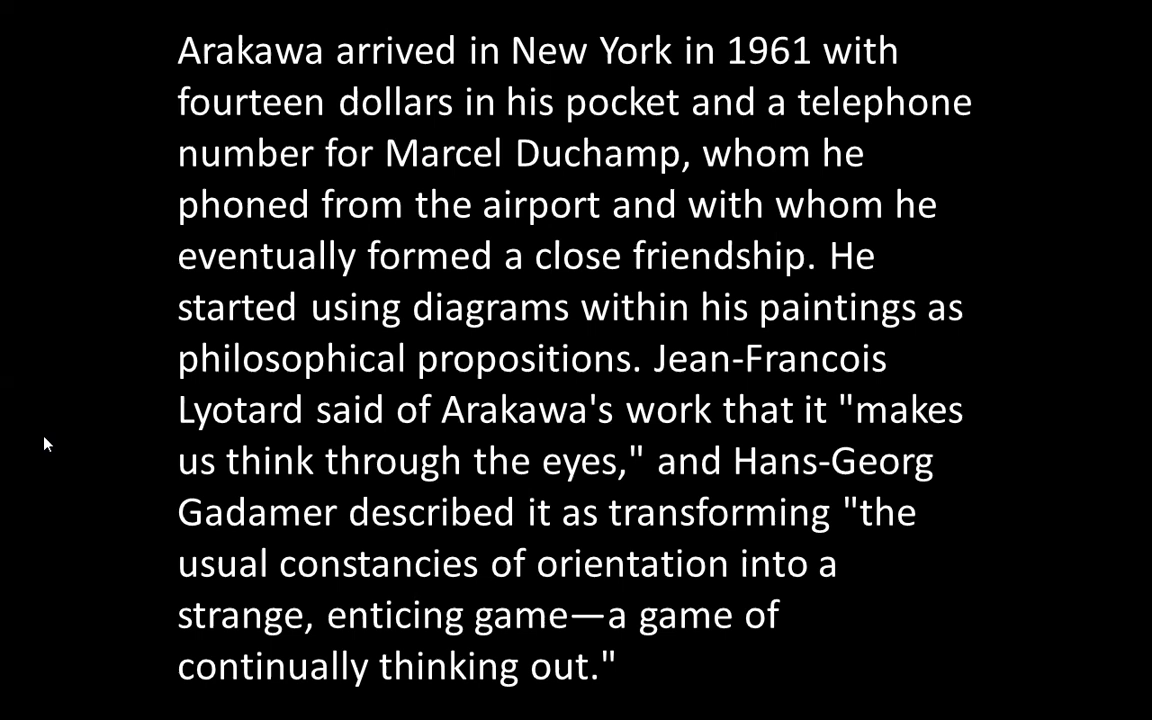 Arakawa arrived in New York in 1961 with
fourteen dollars in his pocket and a telephone
number for Marcel Duchamp, whom he
phoned from the airport and with whom he
eventually formed a close friendship. He
started using diagrams within his paintings as
philosophical propositions. Jean-Francois
Lyotard said of Arakawa's work that it "makes
us think through the eyes," and Hans-Georg
Gadamer described it as transforming "the
usual constancies of orientation into a
strange, enticing game—a game of
continually thinking out."